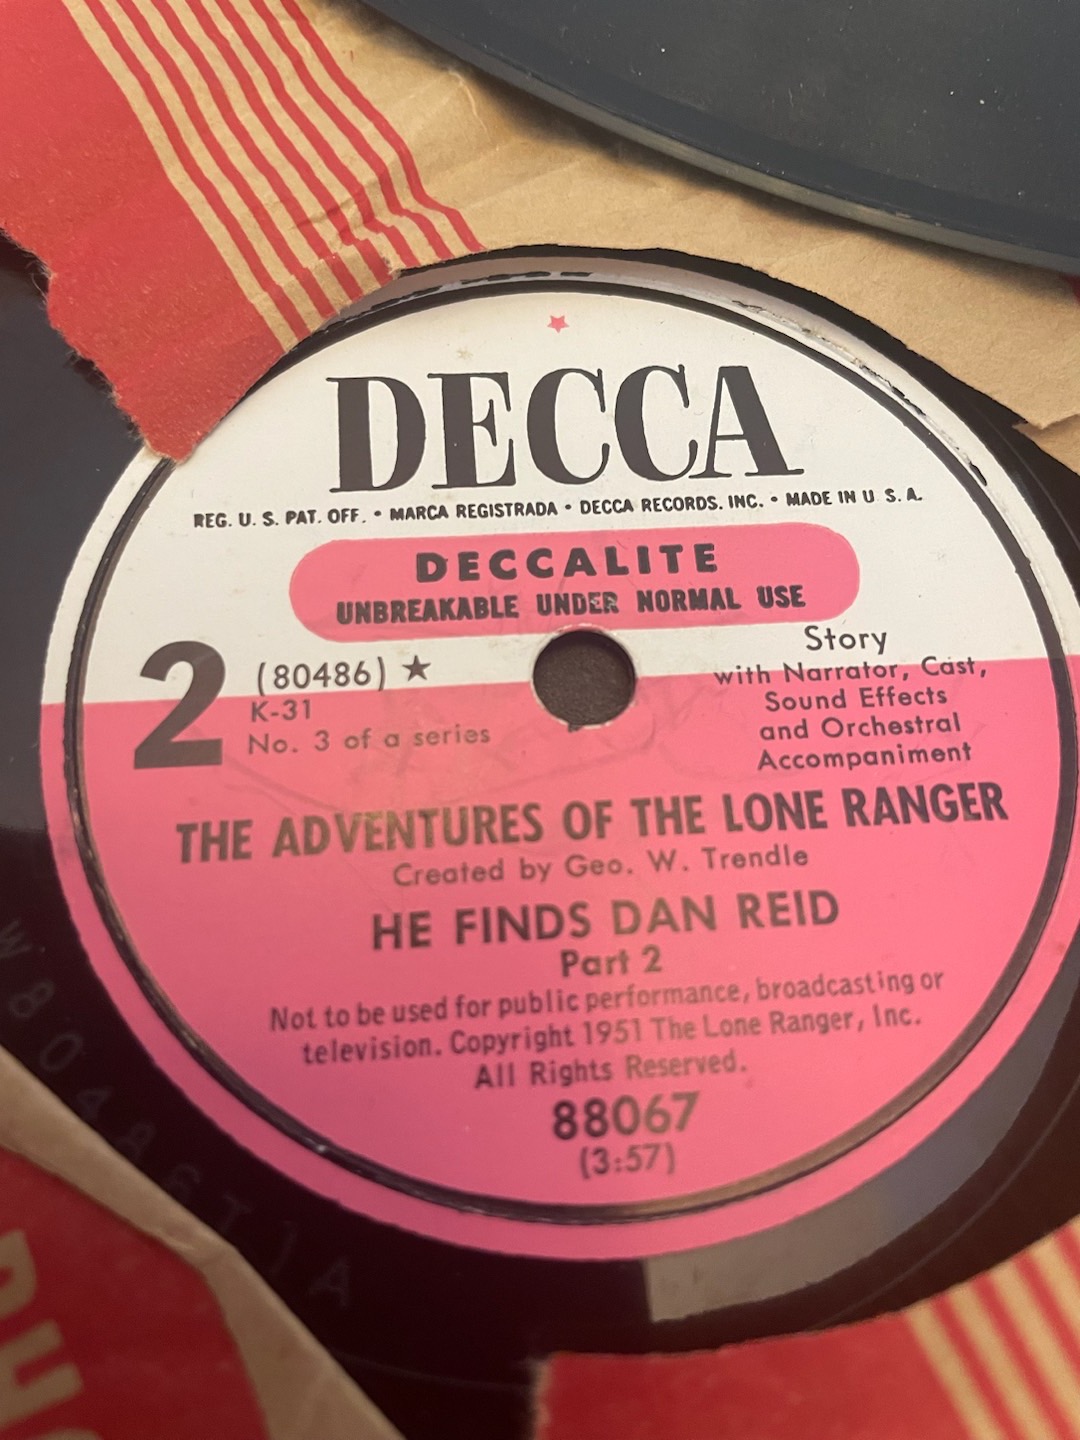 DECCA
REG. U. S. PAT. OFF. • MARCA REGISTRADA • DECCA RECORDS. INC. • MADE IN U S. A.
DECCALITE
UNBREAKABLE UNDER NORMAL USE
2
(80486) ★
K-31
No. 3 of a series
Story
with Narrator, Cast,
Sound Effects
and Orchestral
Accompaniment
THE ADVENTURES OF THE LONE RANGER
Created by Geo. W. Trendle
HE FINDS DAN REID
Part 2
Not to be used for public performance, broadcasting or
television. Copyright 1951 The Lone Ranger, Inc.
All Rights Reserved.
88067
(3:57)